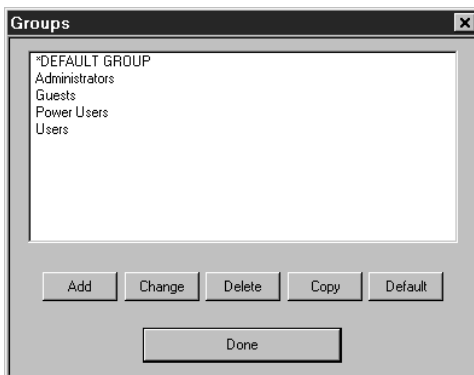 Groups
*DEFAULT GROUP
Administrators
Guests
Power Users
Users
Add Change Delete Copy Default
Done